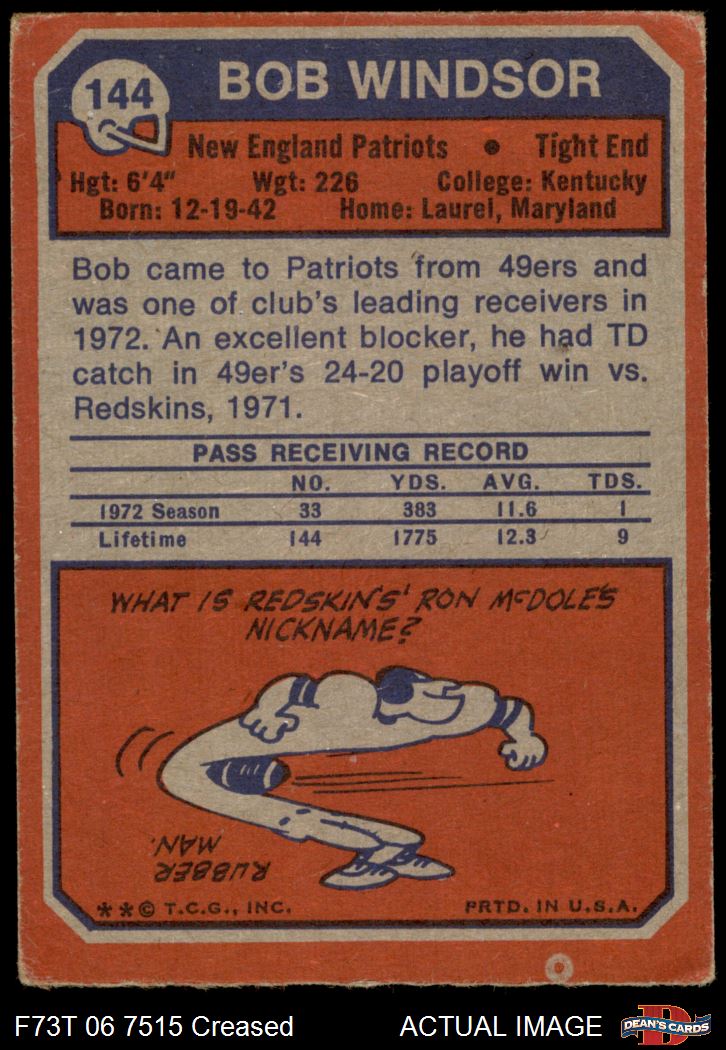 144
BOB WINDSOR
New England Patriots • Tight End
Hgt: 6'4" Wgt: 226 College: Kentucky
Born: 12-19-42 Home: Laurel, Maryland
Bob came to Patriots from 49ers and
was one of club's leading receivers in
1972. An excellent blocker, he had TD
catch in 49er's 24-20 playoff win vs.
Redskins, 1971.
PASS RECEIVING RECORD
NO. YDS. AVG. TDS.
1972 Season 33 383 11.6 1
Lifetime 144 1775 12.3 9
WHAT IS REDSKINS' RON McDOLE'S
NICKNAME?
RUBBER
MAN.
**© T.C.G., INC. PRTD. IN U.S.A.
F73T 06 7515 Creased ACTUAL IMAGE
D
DEAN'S CARDS